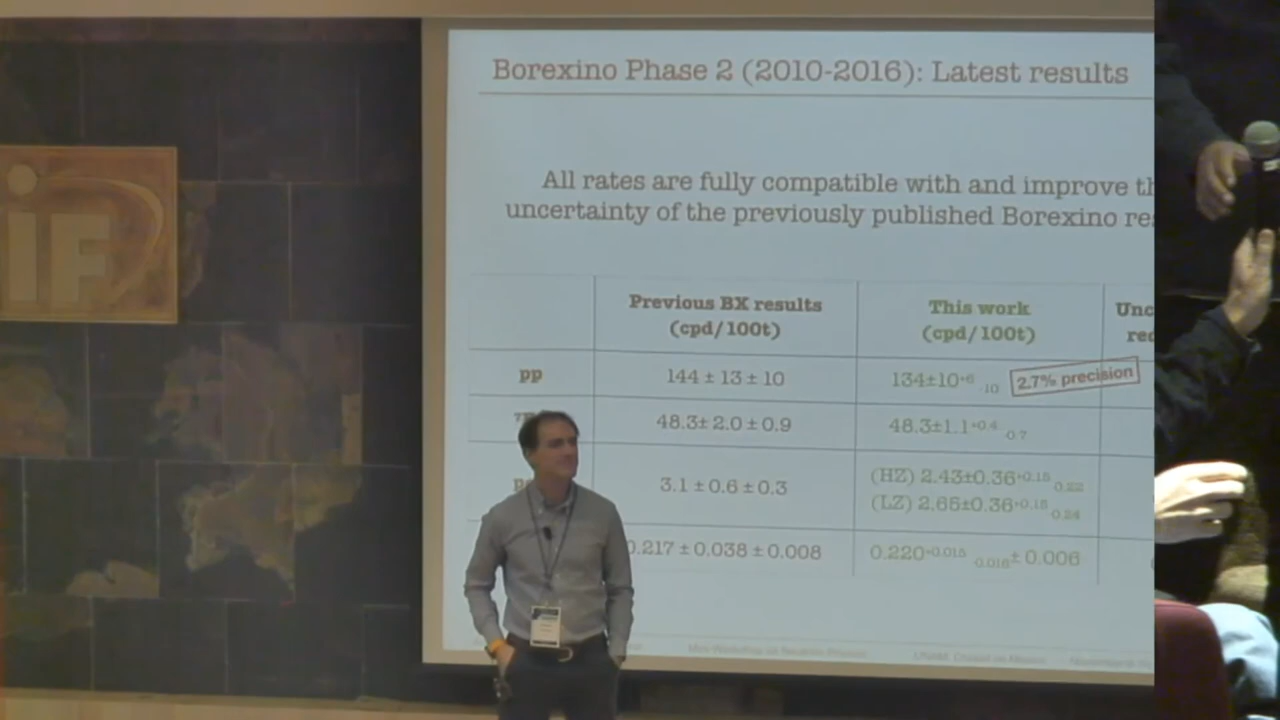 iF
Borexino Phase 2 (2010-2016): Latest results
All rates are fully compatible with and improve
uncertainty of the previously published Borexino
Previous BX results
(cpd/100t)
This work
(cpd/100t)
pp
144 ± 13 ± 10
134±10+6 -10
2.7% precision
48.3± 2.0 ± 0.9
48.3±1.1+0.4 0.7
3.1 ± 0.6 ± 0.3
(HZ) 2.43±0.36+0.15 0.22
(LZ) 2.65±0.36+0.15 0.24
0.217 ± 0.038 ± 0.008
0.220+0.015 0.016± 0.006